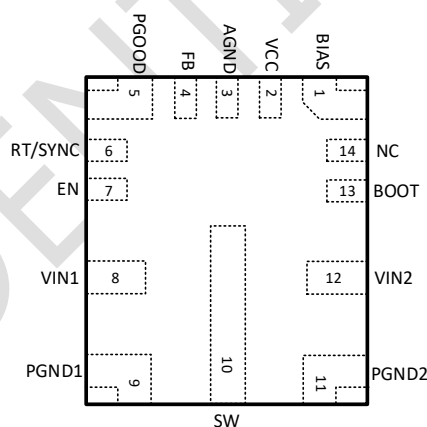 PGOOD
FB
AGND
VCC
BIAS
5
4
3
2
1
RT/SYNC 6
14 NC
EN 7
13 BOOT
VIN1 8
12 VIN2
PGND1 9
10
11 PGND2
SW